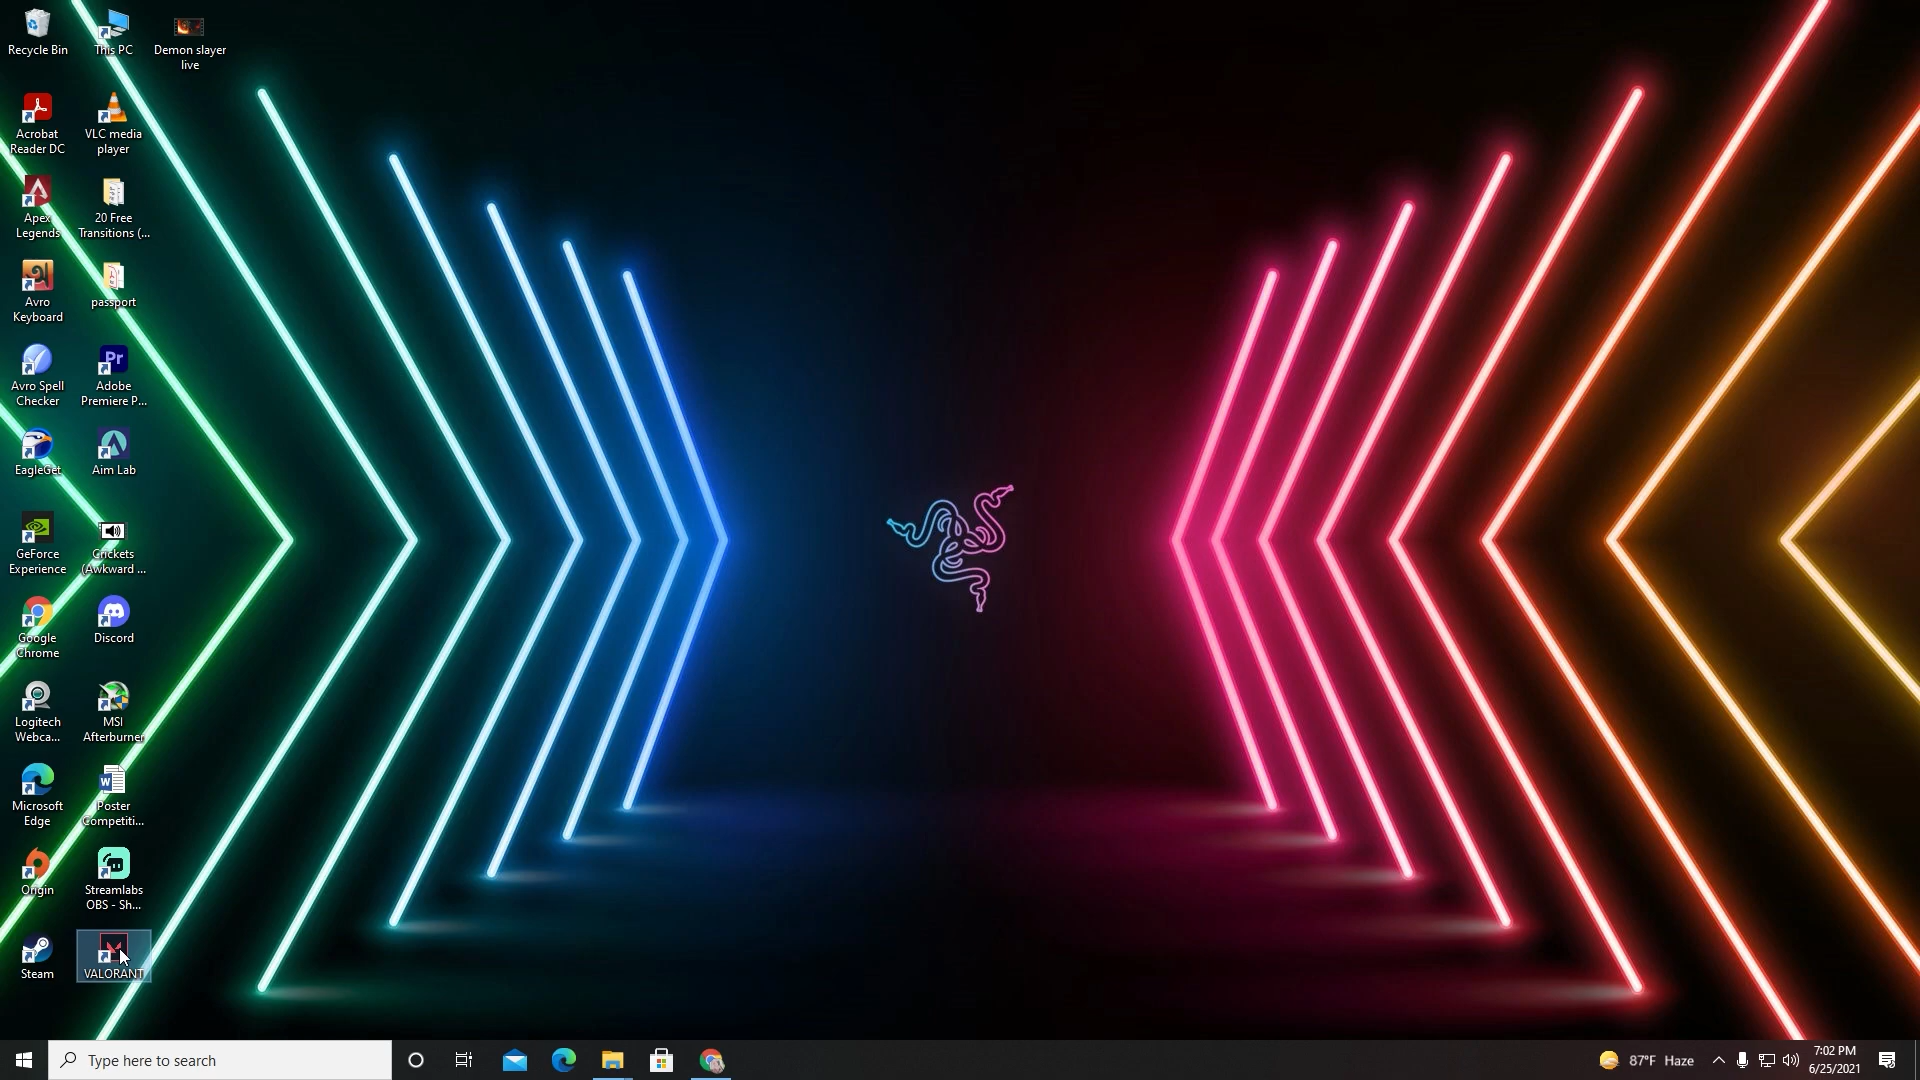 Recycle Bin
This PC
Demon slayer
live
Acrobat
Reader DC
VLC media
player
Apex
Legends
20 Free
Transitions (...
Avro
Keyboard
passport
Avro Spell
Checker
Pr
Adobe
Premiere P...
EagleGet
Aim Lab
GeForce
Experience
Crickets
(Awkward ...
Google
Chrome
Discord
Logitech
Webca...
MSI
Afterburner
Microsoft
Edge
W
Poster
Competiti...
Origin
Streamlabs
OBS - Sh...
Steam
VALORANT
Type here to search
87°F Haze
7:02 PM
6/25/2021